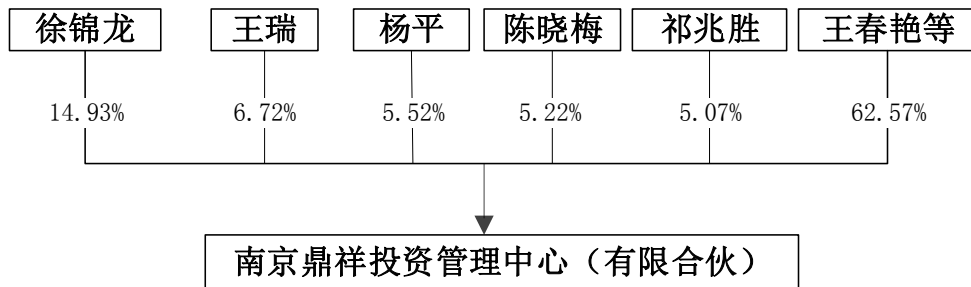 徐锦龙 王瑞 杨平 陈晓梅 祁兆胜 王春艳等
14.93% 6.72% 5.52% 5.22% 5.07% 62.57%
南京鼎祥投资管理中心（有限合伙）